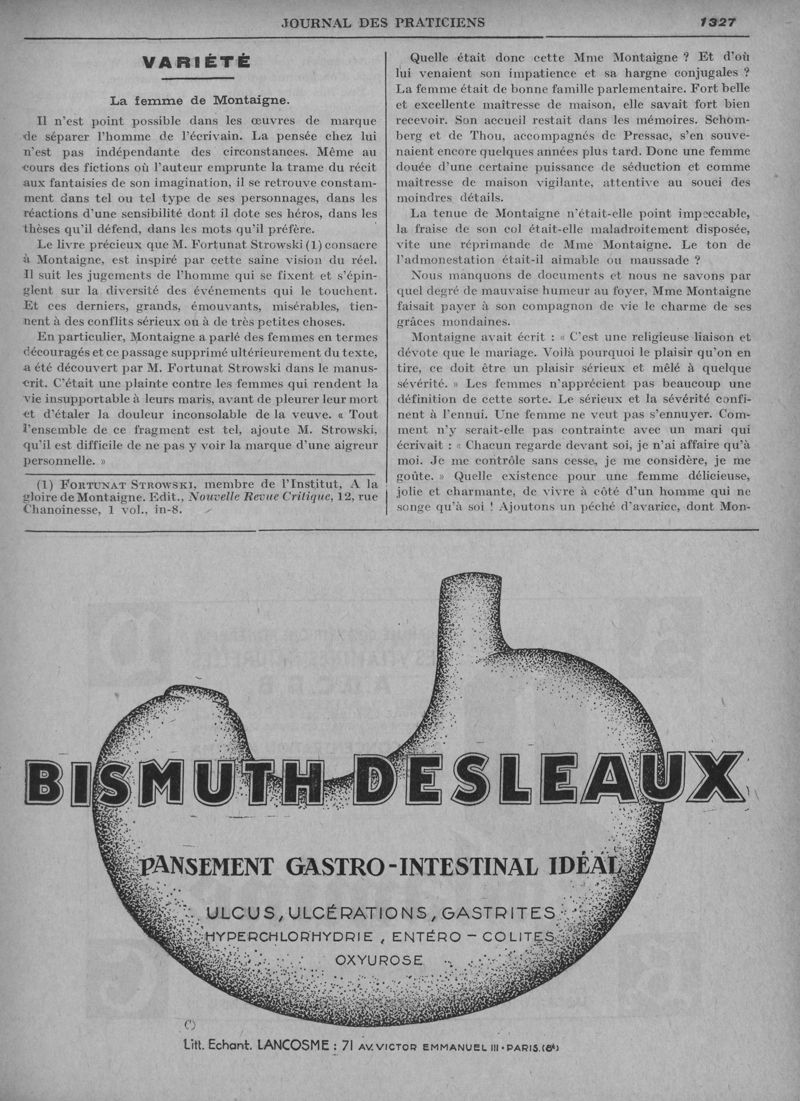 JOURNAL DES PRATICIENS 1327
VARIÉTÉ
La femme de Montaigne.
Il n'est point possible dans les œuvres de marque
de séparer l'homme de l'écrivain. La pensée chez lui
n'est pas indépendante des circonstances. Même au
cours des fictions où l'auteur emprunte la trame du récit
aux fantaisies de son imagination, il se retrouve constam-
ment dans tel ou tel type de ses personnages, dans les
réactions d'une sensibilité dont il dote ses héros, dans les
thèses qu'il défend, dans les mots qu'il préfère.
Le livre précieux que M. Fortunat Strowski (1) consacre
à Montaigne, est inspiré par cette saine vision du réel.
Il suit les jugements de l'homme qui se fixent et s'épin-
glent sur la diversité des événements qui le touchent.
Et ces derniers, grands, émouvants, misérables, tien-
nent à des conflits sérieux ou à de très petites choses.
En particulier, Montaigne a parlé des femmes en termes
découragés et ce passage supprimé ultérieurement du texte,
a été découvert par M. Fortunat Strowski dans le manus-
crit. C'était une plainte contre les femmes qui rendent la
vie insupportable à leurs maris, avant de pleurer leur mort
et d'étaler la douleur inconsolable de la veuve. « Tout
l'ensemble de ce fragment est tel, ajoute M. Strowski,
qu'il est difficile de ne pas y voir la marque d'une aigreur
personnelle. »
(1) FORTUNAT STROWSKI, membre de l'Institut, A la
gloire de Montaigne. Edit., Nouvelle Revue Critique, 12, rue
Chanoinesse, 1 vol., in-8.
Quelle était donc cette Mme Montaigne ? Et d'où
lui venaient son impatience et sa hargne conjugales ?
La femme était de bonne famille parlementaire. Fort belle
et excellente maitresse de maison, elle savait fort bien
recevoir. Son accueil restait dans les mémoires. Schom-
berg et de Thou, accompagnés de Pressac, s'en souve-
naient encore quelques années plus tard. Donc une femme
douée d'une certaine puissance de séduction et comme
maitresse de maison vigilante, attentive au souci des
moindres détails.
La tenue de Montaigne n'était-elle point impeccable,
la fraise de son col était-elle maladroitement disposée,
vite une réprimande de Mme Montaigne. Le ton de
l'admonestation était-il aimable ou maussade ?
Nous manquons de documents et nous ne savons par
quel degré de mauvaise humeur au foyer, Mme Montaigne
faisait payer à son compagnon de vie le charme de ses
grâces mondaines.
Montaigne avait écrit : « C'est une religieuse liaison et
dévote que le mariage. Voilà pourquoi le plaisir qu'on en
tire, ce doit être un plaisir sérieux et mêlé à quelque
sévérité. » Les femmes n'apprécient pas beaucoup une
définition de cette sorte. Le sérieux et la sévérité confi-
nent à l'ennui. Une femme ne veut pas s'ennuyer. Com-
ment n'y serait-elle pas contrainte avec un mari qui
écrivait : « Chacun regarde devant soi, je n'ai affaire qu'à
moi. Je me contrôle sans cesse, je me considère, je me
goûte. » Quelle existence pour une femme délicieuse,
jolie et charmante, de vivre à côté d'un homme qui ne
songe qu'à soi ! Ajoutons un péché d'avarice, dont Mon-
BISMUTH DESLEAUX
PANSEMENT GASTRO-INTESTINAL IDÉAL
ULCUS, ULCÉRATIONS, GASTRITES
HYPERCHLORHYDRIE, ENTÉRO-COLITES
OXYUROSE
Litt. Echant. LANCOSME : 71 AV. VICTOR EMMANUEL III • PARIS. (8e)